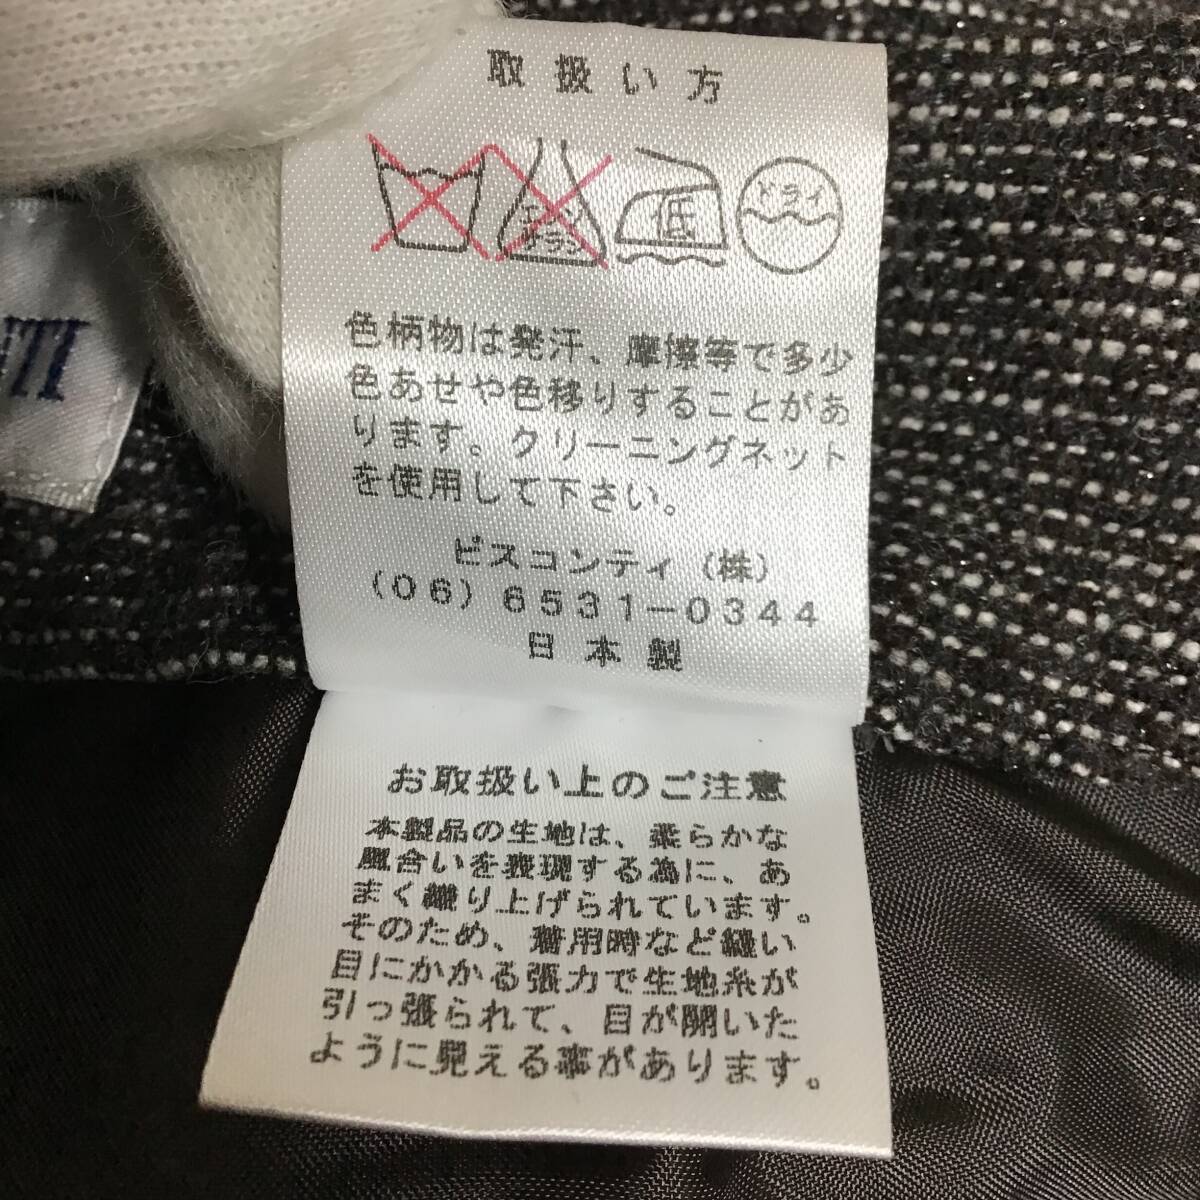 取扱い方
エンソ
サラシ
低
ドライ
色柄物は発汗、摩擦等で多少
色あせや色移りすることがあ
ります。クリーニングネット
を使用して下さい。
ビスコンティ(株)
(06)6531-0344
日本製
お取扱い上のご注意
本製品の生地は、柔らかな
風合いを表現する為に、あ
まく織り上げられています。
そのため、着用時など縫い
目にかかる張力で生地糸が
引っ張られて、目が開いた
ように見える事があります。